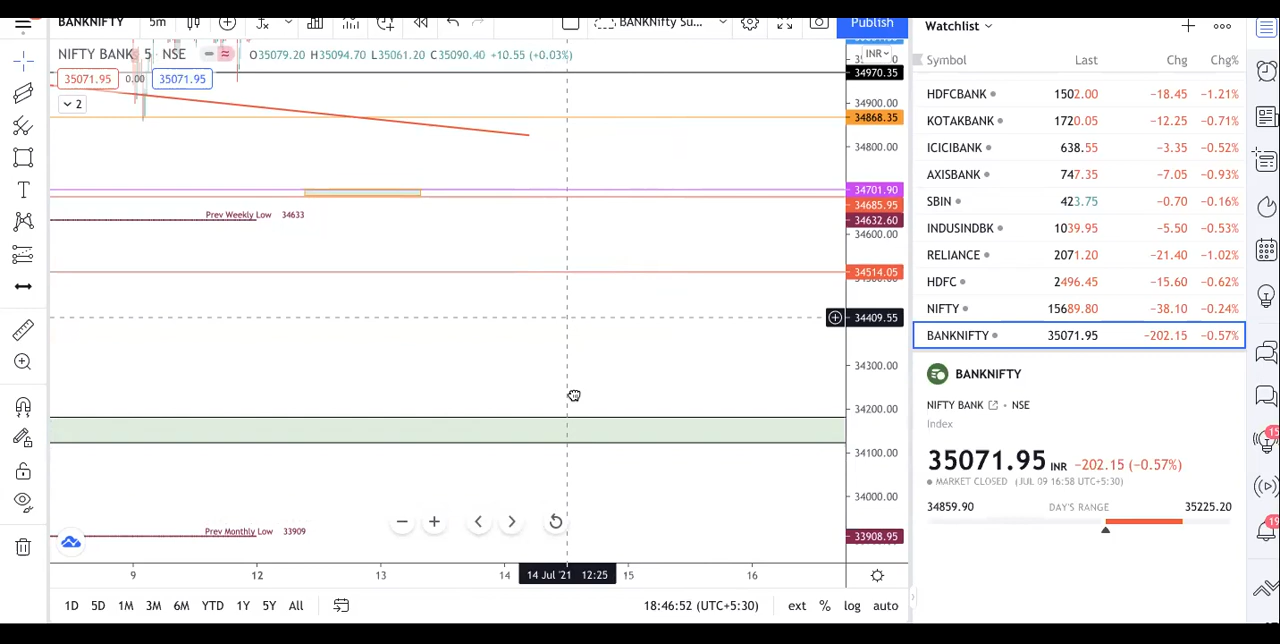 BANKNIFTY 5m BANKNifty Su... Publish
Watchlist
NIFTY BANK 5 NSE O35079.20 H35094.70 L35061.20 C35090.40 +10.55 (+0.03%)
INR
35071.95 0.00 35071.95
2
34970.35
34900.00
34868.35
34800.00
34701.90
34685.95
Prev Weekly Low 34633
34632.60
34600.00
34514.05
34409.55
34300.00
34200.00
34100.00
34000.00
Prev Monthly Low 33909
33908.95
9 12 13 14 14 Jul '21 12:25 15 16
1D 5D 1M 3M 6M YTD 1Y 5Y All 18:46:52 (UTC+5:30) ext % log auto
Symbol Last Chg Chg%
HDFCBANK 1502.00 −18.45 −1.21%
KOTAKBANK 1720.05 −12.25 −0.71%
ICICIBANK 638.55 −3.35 −0.52%
AXISBANK 747.35 −7.05 −0.93%
SBIN 423.75 −0.70 −0.16%
INDUSINDBK 1039.95 −5.50 −0.53%
RELIANCE 2071.20 −21.40 −1.02%
HDFC 2496.45 −15.60 −0.62%
NIFTY 15689.80 −38.10 −0.24%
BANKNIFTY 35071.95 −202.15 −0.57%
BANKNIFTY
NIFTY BANK • NSE
Index
35071.95 INR −202.15 (−0.57%)
MARKET CLOSED (JUL 09 16:58 UTC+5:30)
34859.90 DAY'S RANGE 35225.20